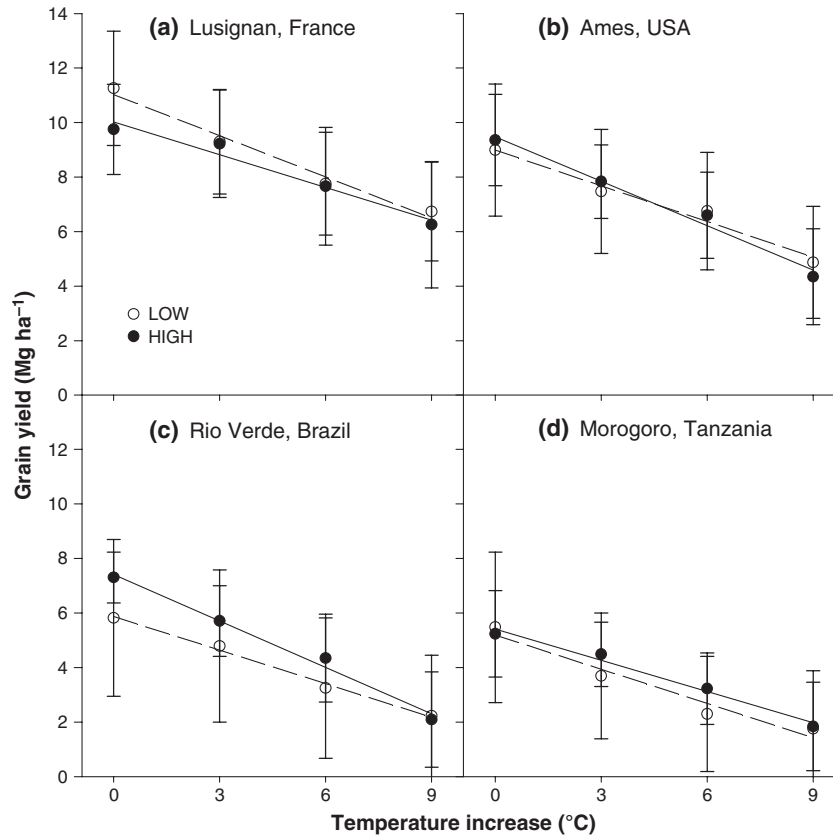 (a) Lusignan, France
(b) Ames, USA
14
12
10
8
6
4
2
0
LOW
HIGH
(c) Rio Verde, Brazil
(d) Morogoro, Tanzania
12
10
8
6
4
2
0
Grain yield (Mg ha⁻¹)
0 3 6 9 0 3 6 9
Temperature increase (°C)